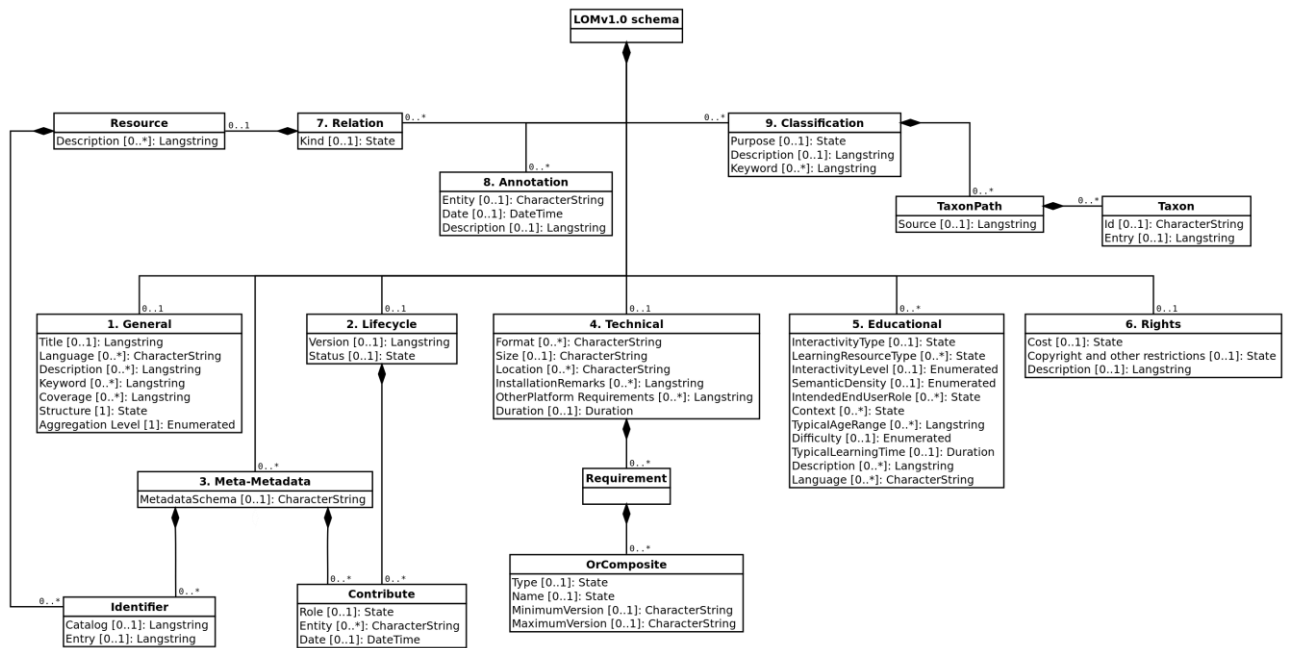 LOMv1.0 schema
Resource
Description [0..*]: Langstring
0..1
7. Relation
Kind [0..1]: State
0..*
0..*
9. Classification
Purpose [0..1]: State
Description [0..1]: Langstring
Keyword [0..*]: Langstring
0..*
8. Annotation
Entity [0..1]: CharacterString
Date [0..1]: DateTime
Description [0..1]: Langstring
0..*
TaxonPath
Source [0..1]: Langstring
0..*
Taxon
Id [0..1]: CharacterString
Entry [0..1]: Langstring
0..1
1. General
Title [0..1]: Langstring
Language [0..*]: CharacterString
Description [0..*]: Langstring
Keyword [0..*]: Langstring
Coverage [0..*]: Langstring
Structure [1]: State
Aggregation Level [1]: Enumerated
0..1
2. Lifecycle
Version [0..1]: Langstring
Status [0..1]: State
0..1
4. Technical
Format [0..*]: CharacterString
Size [0..1]: CharacterString
Location [0..*]: CharacterString
InstallationRemarks [0..*]: Langstring
OtherPlatform Requirements [0..*]: Langstring
Duration [0..1]: Duration
0..*
5. Educational
InteractivityType [0..1]: State
LearningResourceType [0..*]: State
InteractivityLevel [0..1]: Enumerated
SemanticDensity [0..1]: Enumerated
IntendedEndUserRole [0..*]: State
Context [0..*]: State
TypicalAgeRange [0..*]: Langstring
Difficulty [0..1]: Enumerated
TypicalLearningTime [0..1]: Duration
Description [0..*]: Langstring
Language [0..*]: CharacterString
0..1
6. Rights
Cost [0..1]: State
Copyright and other restrictions [0..1]: State
Description [0..1]: Langstring
0..*
3. Meta-Metadata
MetadataSchema [0..1]: CharacterString
0..*
Requirement
0..*
OrComposite
Type [0..1]: State
Name [0..1]: State
MinimumVersion [0..1]: CharacterString
MaximumVersion [0..1]: CharacterString
0..*
0..*
Identifier
Catalog [0..1]: Langstring
Entry [0..1]: Langstring
0..*
0..*
Contribute
Role [0..1]: State
Entity [0..*]: CharacterString
Date [0..1]: DateTime